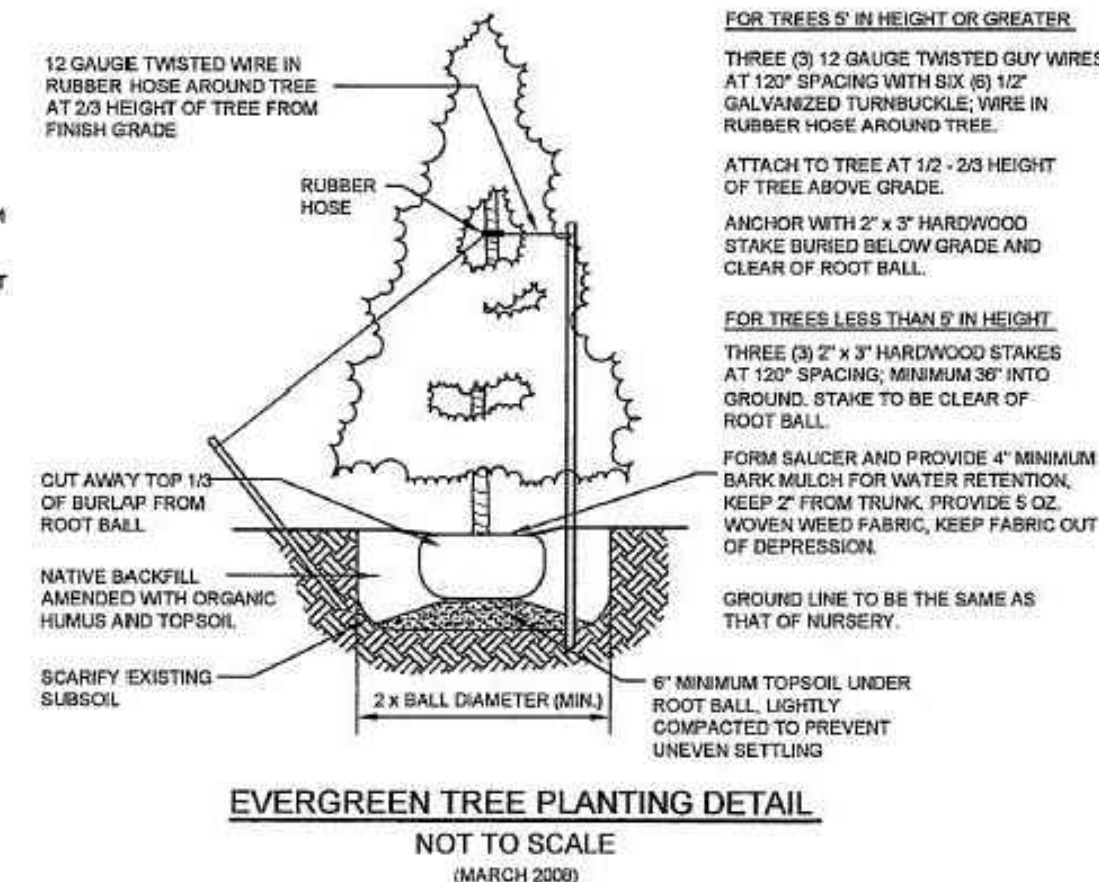 12 GAUGE TWISTED WIRE IN
RUBBER HOSE AROUND TREE
AT 2/3 HEIGHT OF TREE FROM
FINISH GRADE
RUBBER
HOSE
CUT AWAY TOP 1/3
OF BURLAP FROM
ROOT BALL
NATIVE BACKFILL
AMENDED WITH ORGANIC
HUMUS AND TOPSOIL
SCARIFY EXISTING
SUBSOIL
2 x BALL DIAMETER (MIN.)
FOR TREES 5' IN HEIGHT OR GREATER
THREE (3) 12 GAUGE TWISTED GUY WIRES
AT 120° SPACING WITH SIX (6) 1/2"
GALVANIZED TURNBUCKLE; WIRE IN
RUBBER HOSE AROUND TREE.
ATTACH TO TREE AT 1/2 - 2/3 HEIGHT
OF TREE ABOVE GRADE.
ANCHOR WITH 2" x 3" HARDWOOD
STAKE BURIED BELOW GRADE AND
CLEAR OF ROOT BALL.
FOR TREES LESS THAN 5' IN HEIGHT
THREE (3) 2" x 3" HARDWOOD STAKES
AT 120° SPACING; MINIMUM 36" INTO
GROUND. STAKE TO BE CLEAR OF
ROOT BALL.
FORM SAUCER AND PROVIDE 4" MINIMUM
BARK MULCH FOR WATER RETENTION,
KEEP 2" FROM TRUNK. PROVIDE 5 OZ.
WOVEN WEED FABRIC, KEEP FABRIC OUT
OF DEPRESSION.
GROUND LINE TO BE THE SAME AS
THAT OF NURSERY.
6" MINIMUM TOPSOIL UNDER
ROOT BALL, LIGHTLY
COMPACTED TO PREVENT
UNEVEN SETTLING
EVERGREEN TREE PLANTING DETAIL
NOT TO SCALE
(MARCH 2008)